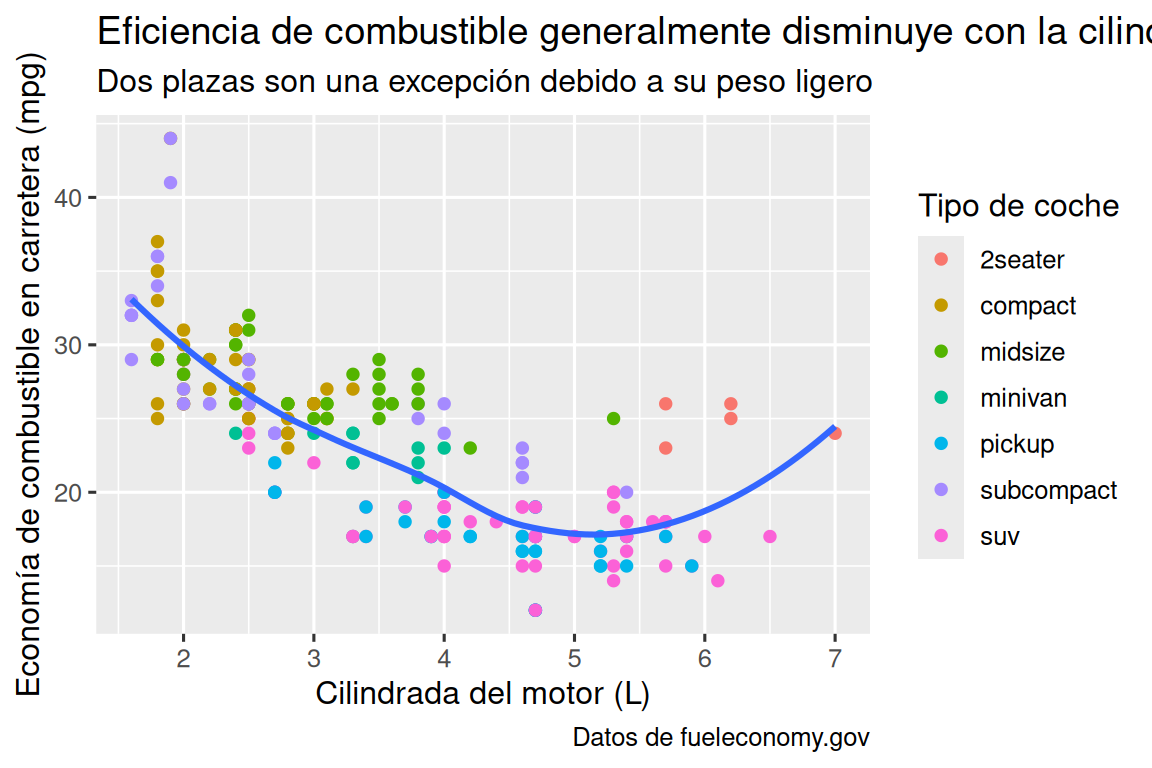 Eficiencia de combustible generalmente disminuye con la cilind
Dos plazas son una excepción debido a su peso ligero
Economía de combustible en carretera (mpg)
40
30
20
2 3 4 5 6 7
Cilindrada del motor (L)
Tipo de coche
2seater
compact
midsize
minivan
pickup
subcompact
suv
Datos de fueleconomy.gov